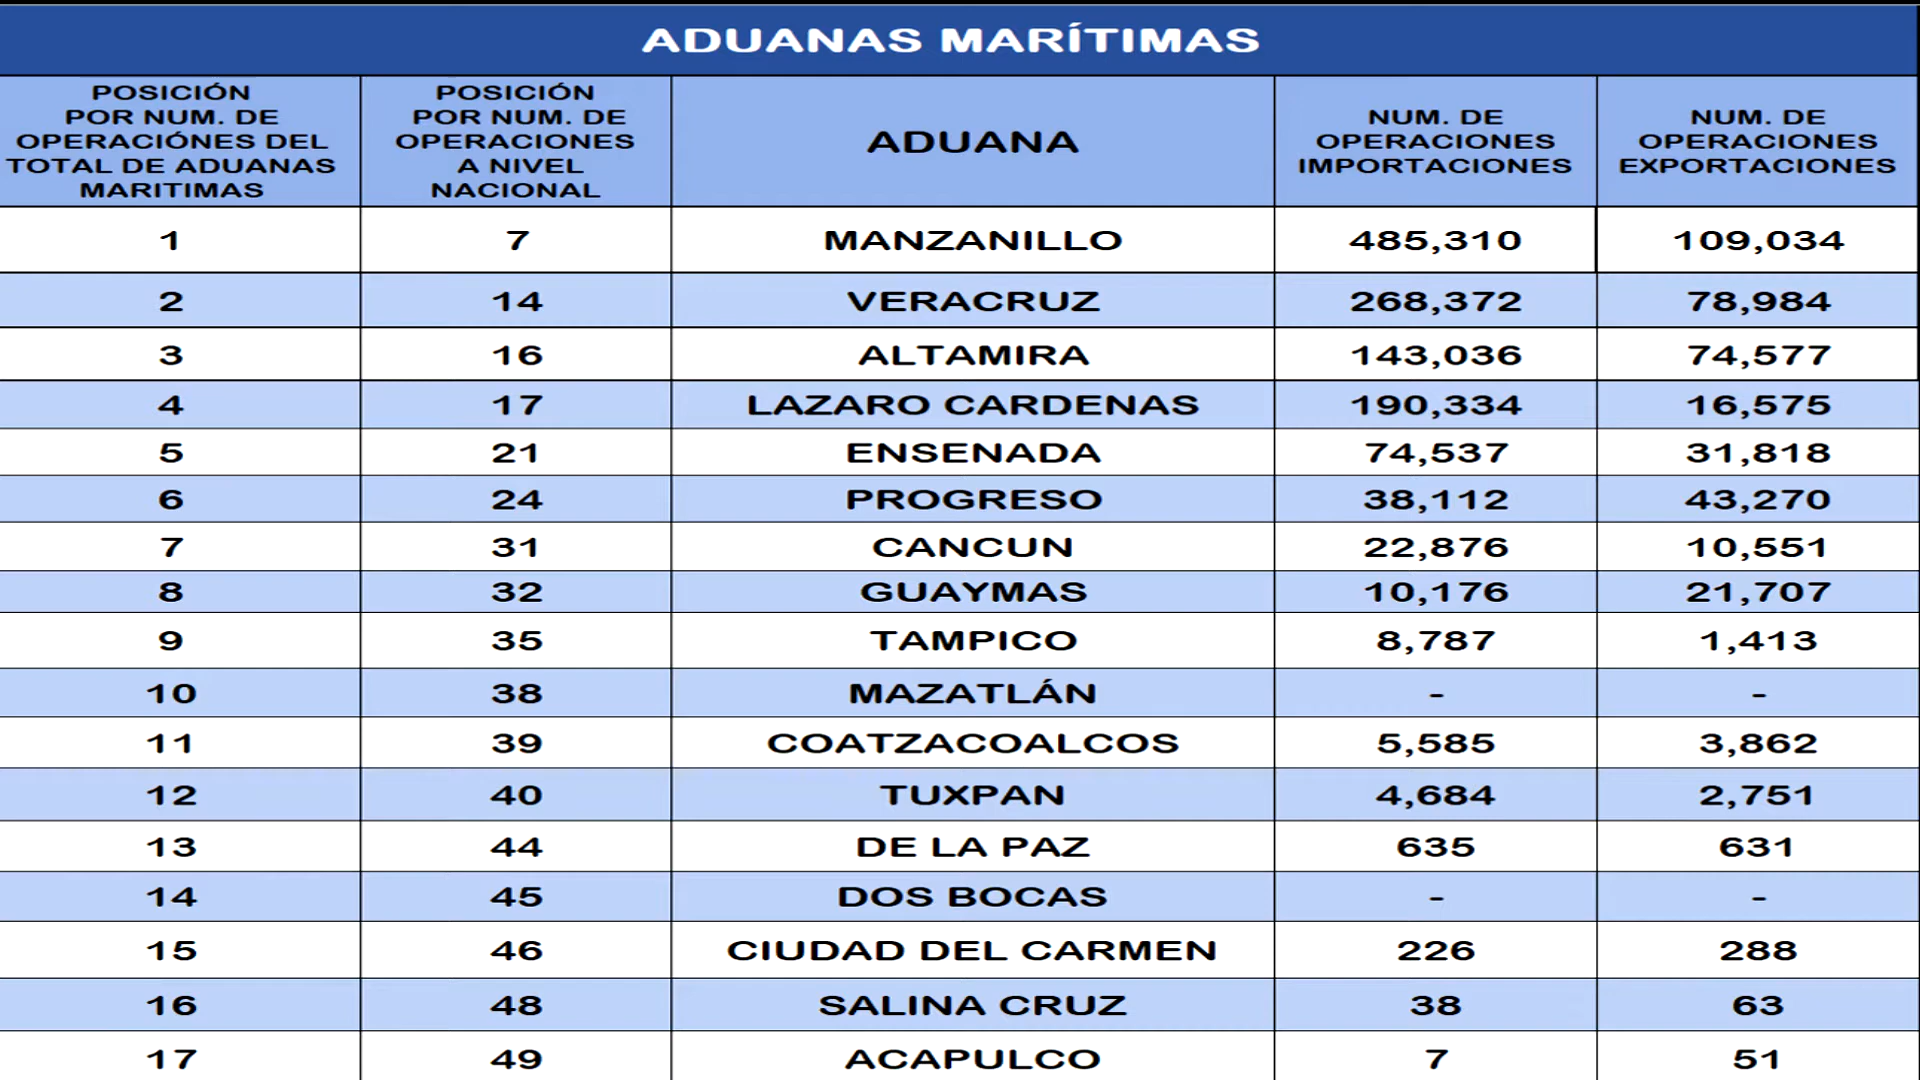 ADUANAS MARÍTIMAS
POSICIÓN
POR NUM. DE
OPERACIÓNES DEL
TOTAL DE ADUANAS
MARITIMAS
POSICIÓN
POR NUM. DE
OPERACIONES
A NIVEL
NACIONAL
ADUANA
NUM. DE
OPERACIONES
IMPORTACIONES
NUM. DE
OPERACIONES
EXPORTACIONES
1 7 MANZANILLO 485,310 109,034
2 14 VERACRUZ 268,372 78,984
3 16 ALTAMIRA 143,036 74,577
4 17 LAZARO CARDENAS 190,334 16,575
5 21 ENSENADA 74,537 31,818
6 24 PROGRESO 38,112 43,270
7 31 CANCUN 22,876 10,551
8 32 GUAYMAS 10,176 21,707
9 35 TAMPICO 8,787 1,413
10 38 MAZATLÁN - -
11 39 COATZACOALCOS 5,585 3,862
12 40 TUXPAN 4,684 2,751
13 44 DE LA PAZ 635 631
14 45 DOS BOCAS - -
15 46 CIUDAD DEL CARMEN 226 288
16 48 SALINA CRUZ 38 63
17 49 ACAPULCO 7 51